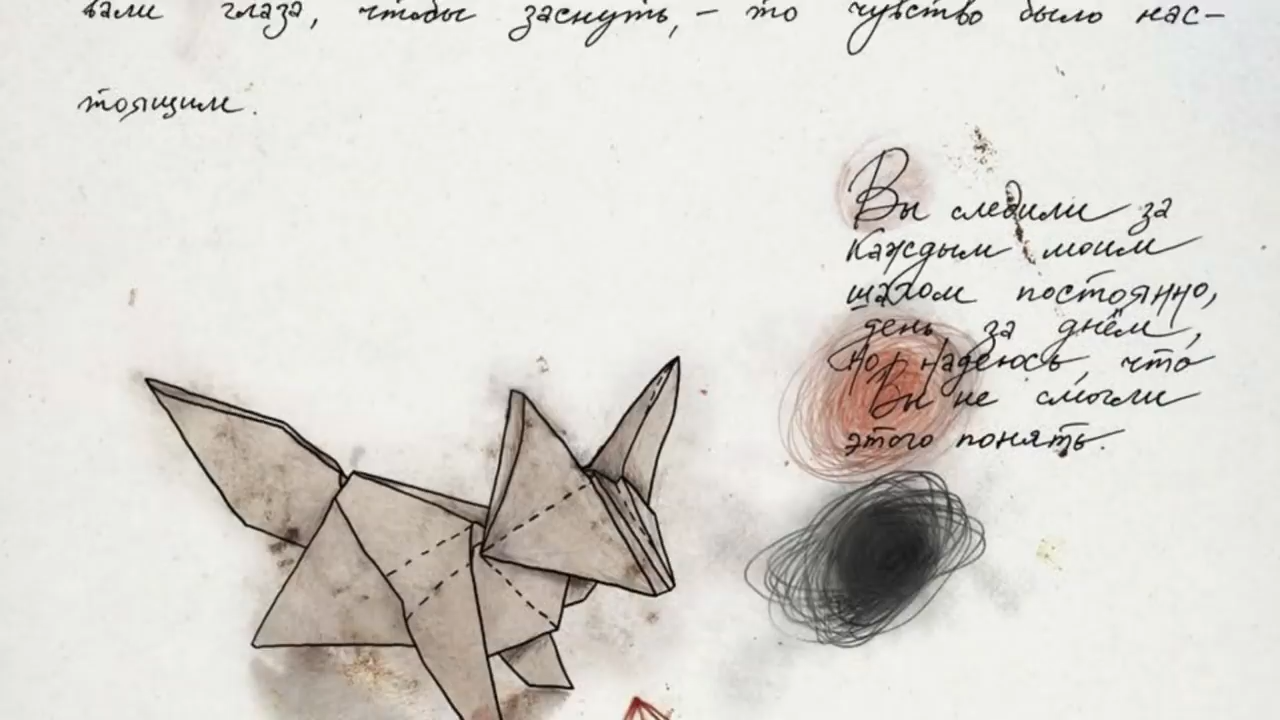 вали глаза, чтобы заснуть, – то чувство было нас-
тоящим.
Вы следили за
каждым моим
шагом постоянно,
день за днём,
но надеюсь, что
Вы не смогли
этого понять.